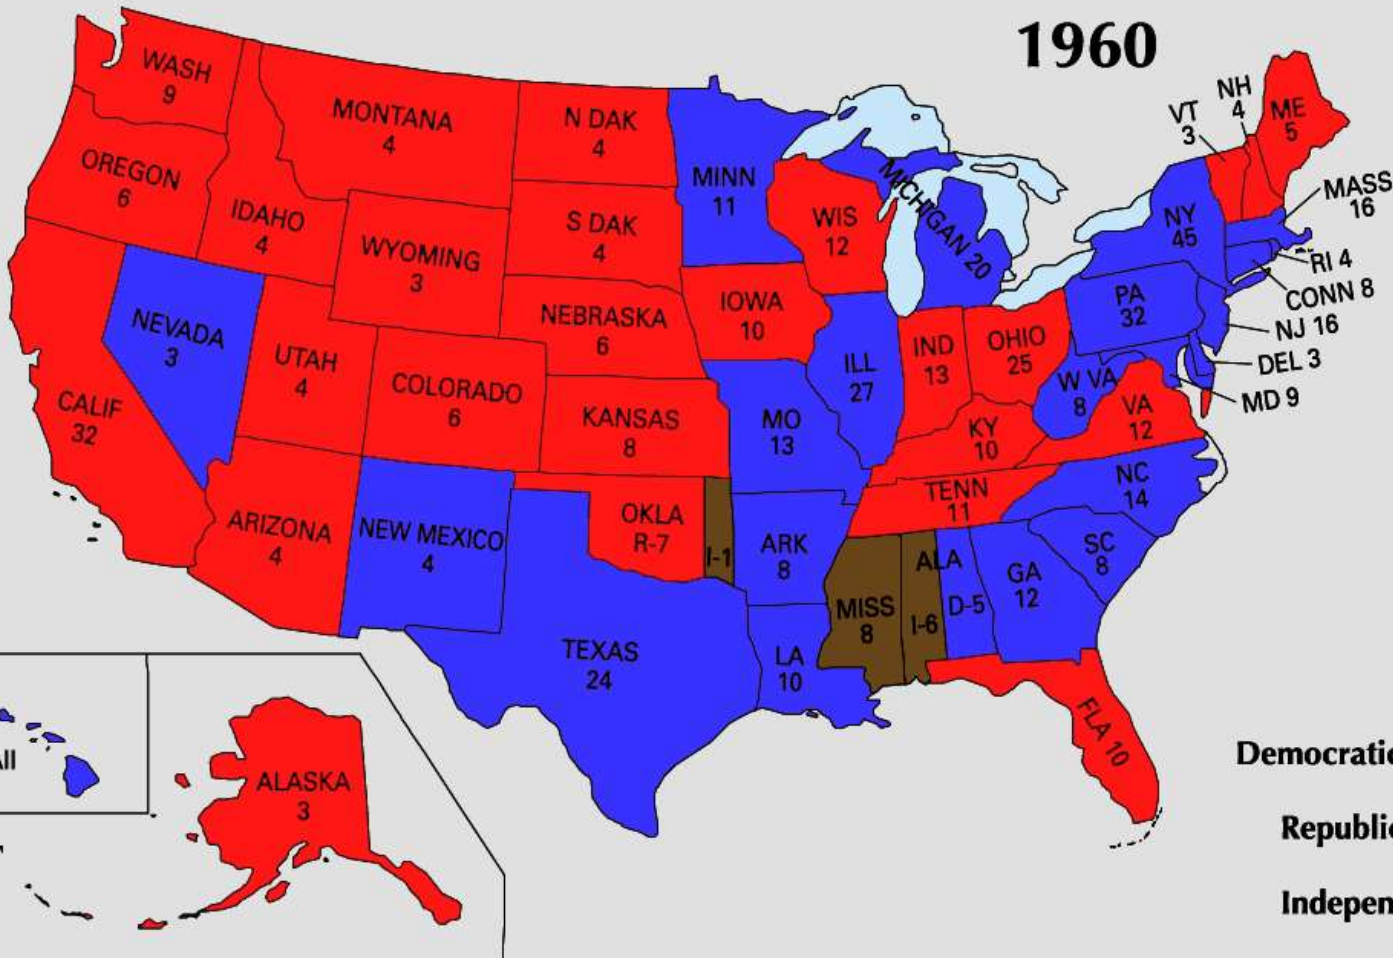 1960
WASH
9
MONTANA
4
N DAK
4
MINN
11
VT
3
NH
4
ME
5
OREGON
6
IDAHO
4
WYOMING
3
S DAK
4
WIS
12
MICHIGAN 20
NY
45
MASS
16
RI 4
CONN 8
NJ 16
DEL 3
MD 9
NEVADA
3
UTAH
4
COLORADO
6
NEBRASKA
6
IOWA
10
ILL
27
IND
13
OHIO
25
PA
32
W VA
8
VA
12
CALIF
32
KANSAS
8
MO
13
KY
10
ARIZONA
4
NEW MEXICO
4
OKLA
R-7
I-1
ARK
8
TENN
11
NC
14
SC
8
MISS
8
ALA
I-6
D-5
GA
12
TEXAS
24
LA
10
FLA 10
ALASKA
3
Democratic
Republic
Indepen